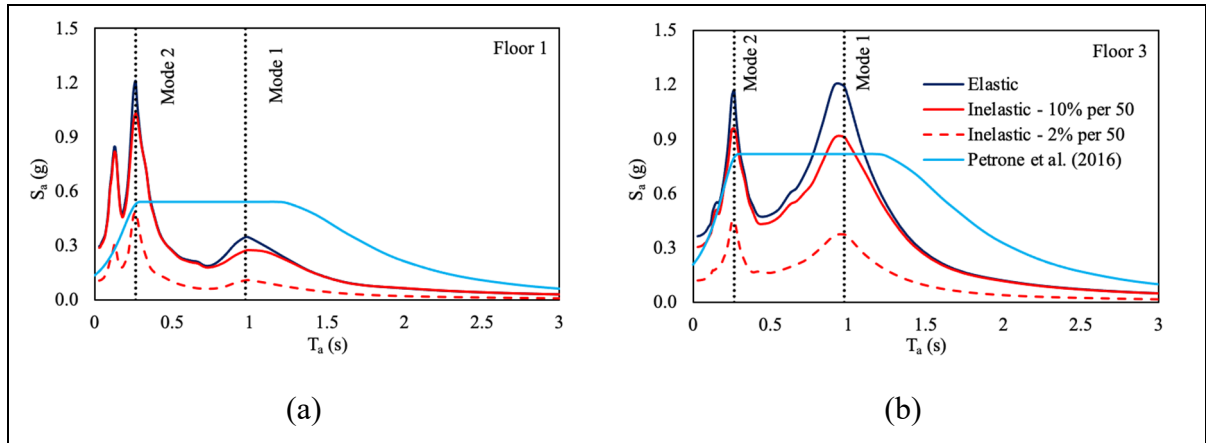 Floor 1
Mode 2
Mode 1
1.5
1.2
0.9
0.6
0.3
0.0
Sa (g)
0
0.5
1
1.5
2
2.5
3
Ta (s)
(a)
Floor 3
Mode 2
Mode 1
Elastic
Inelastic - 10% per 50
Inelastic - 2% per 50
Petrone et al. (2016)
1.5
1.2
0.9
0.6
0.3
0.0
Sa (g)
0
0.5
1
1.5
2
2.5
3
Ta (s)
(b)